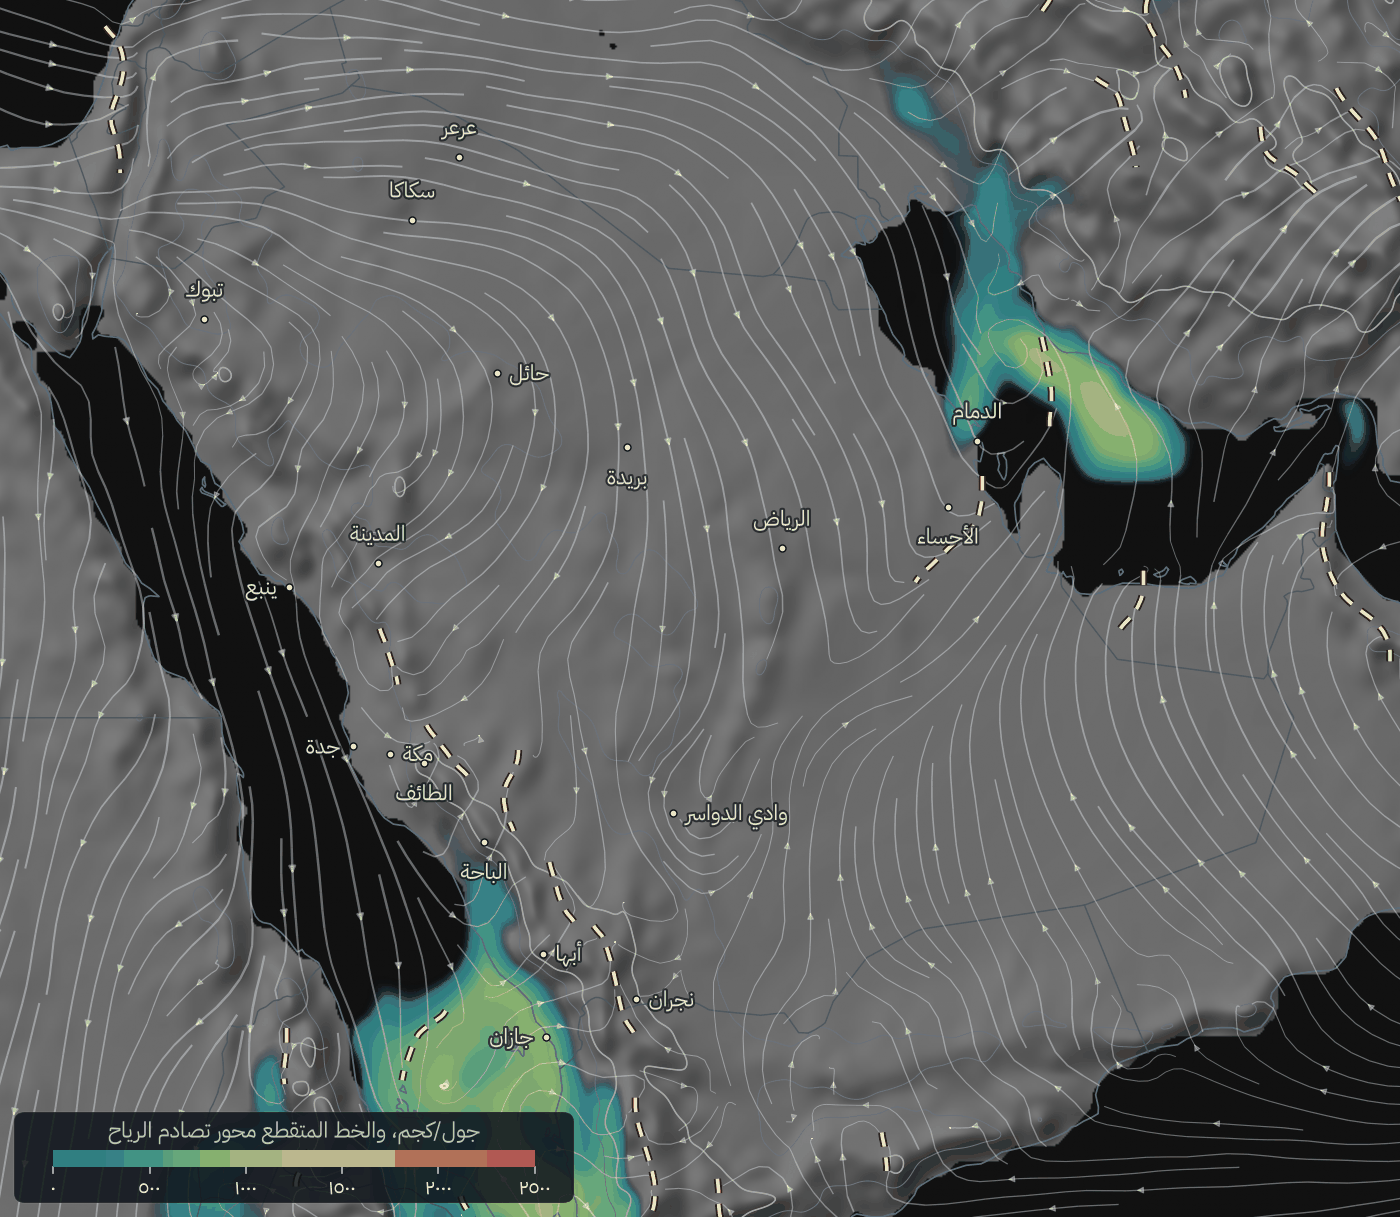 عرعر
سكاكا
تبوك
حائل
الدمام
بريدة
الرياض
الأحساء
المدينة
ينبع
جدة
مكة
الطائف
وادي الدواسر
الباحة
أبها
نجران
جازان
جول/كجم، والخط المتقطع محور تصادم الرياح
٠ ٥٠٠ ١٠٠٠ ١٥٠٠ ٢٠٠٠ ٢٥٠٠